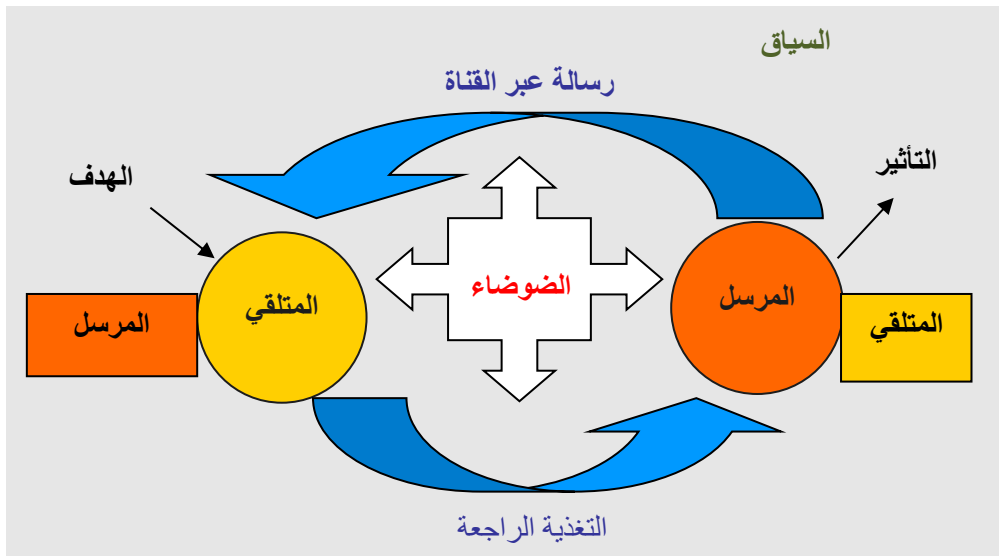 السياق
رسالة عبر القناة
التأثير
الهدف
المرسل
المتلقي
الضوضاء
المتلقي
المرسل
التغذية الراجعة